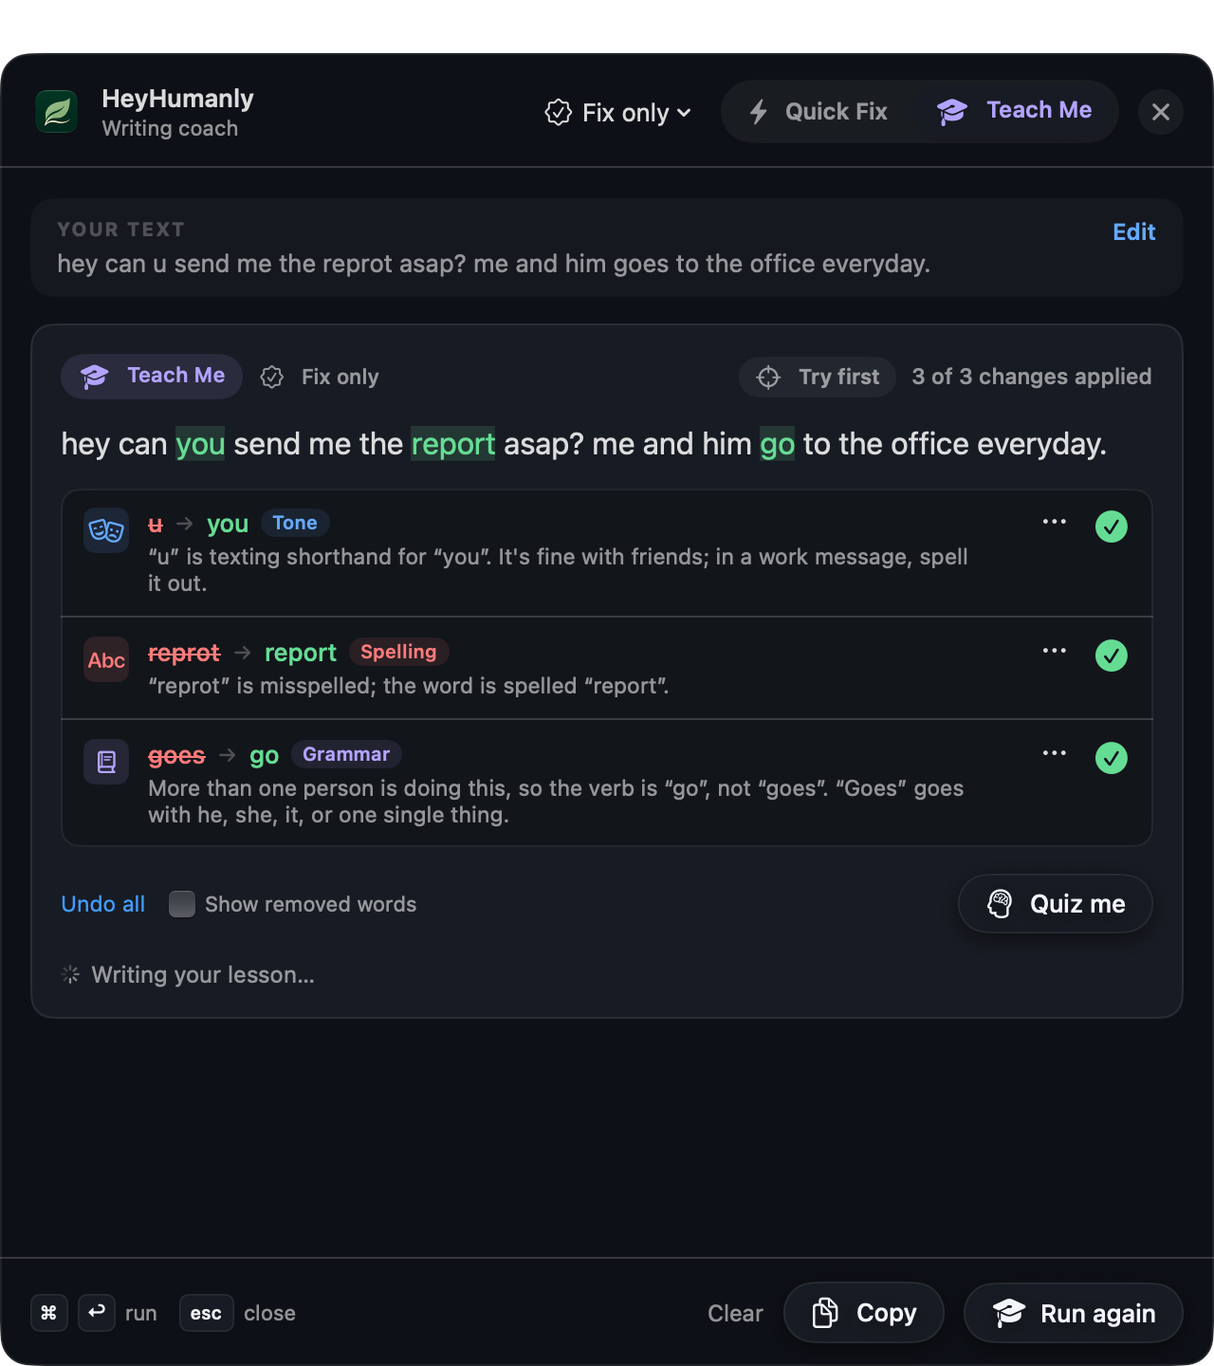 HeyHumanly
Writing coach
Fix only
Quick Fix
Teach Me
YOUR TEXT
Edit
hey can u send me the reprot asap? me and him goes to the office everyday.
Teach Me
Fix only
Try first
3 of 3 changes applied
hey can you send me the report asap? me and him go to the office everyday.
u → you Tone
“u” is texting shorthand for “you”. It's fine with friends; in a work message, spell
it out.
Abc
reprot → report Spelling
“reprot” is misspelled; the word is spelled “report”.
goes → go Grammar
More than one person is doing this, so the verb is “go”, not “goes”. “Goes” goes
with he, she, it, or one single thing.
Undo all
Show removed words
Quiz me
Writing your lesson...
⌘ ↩ run esc close
Clear
Copy
Run again